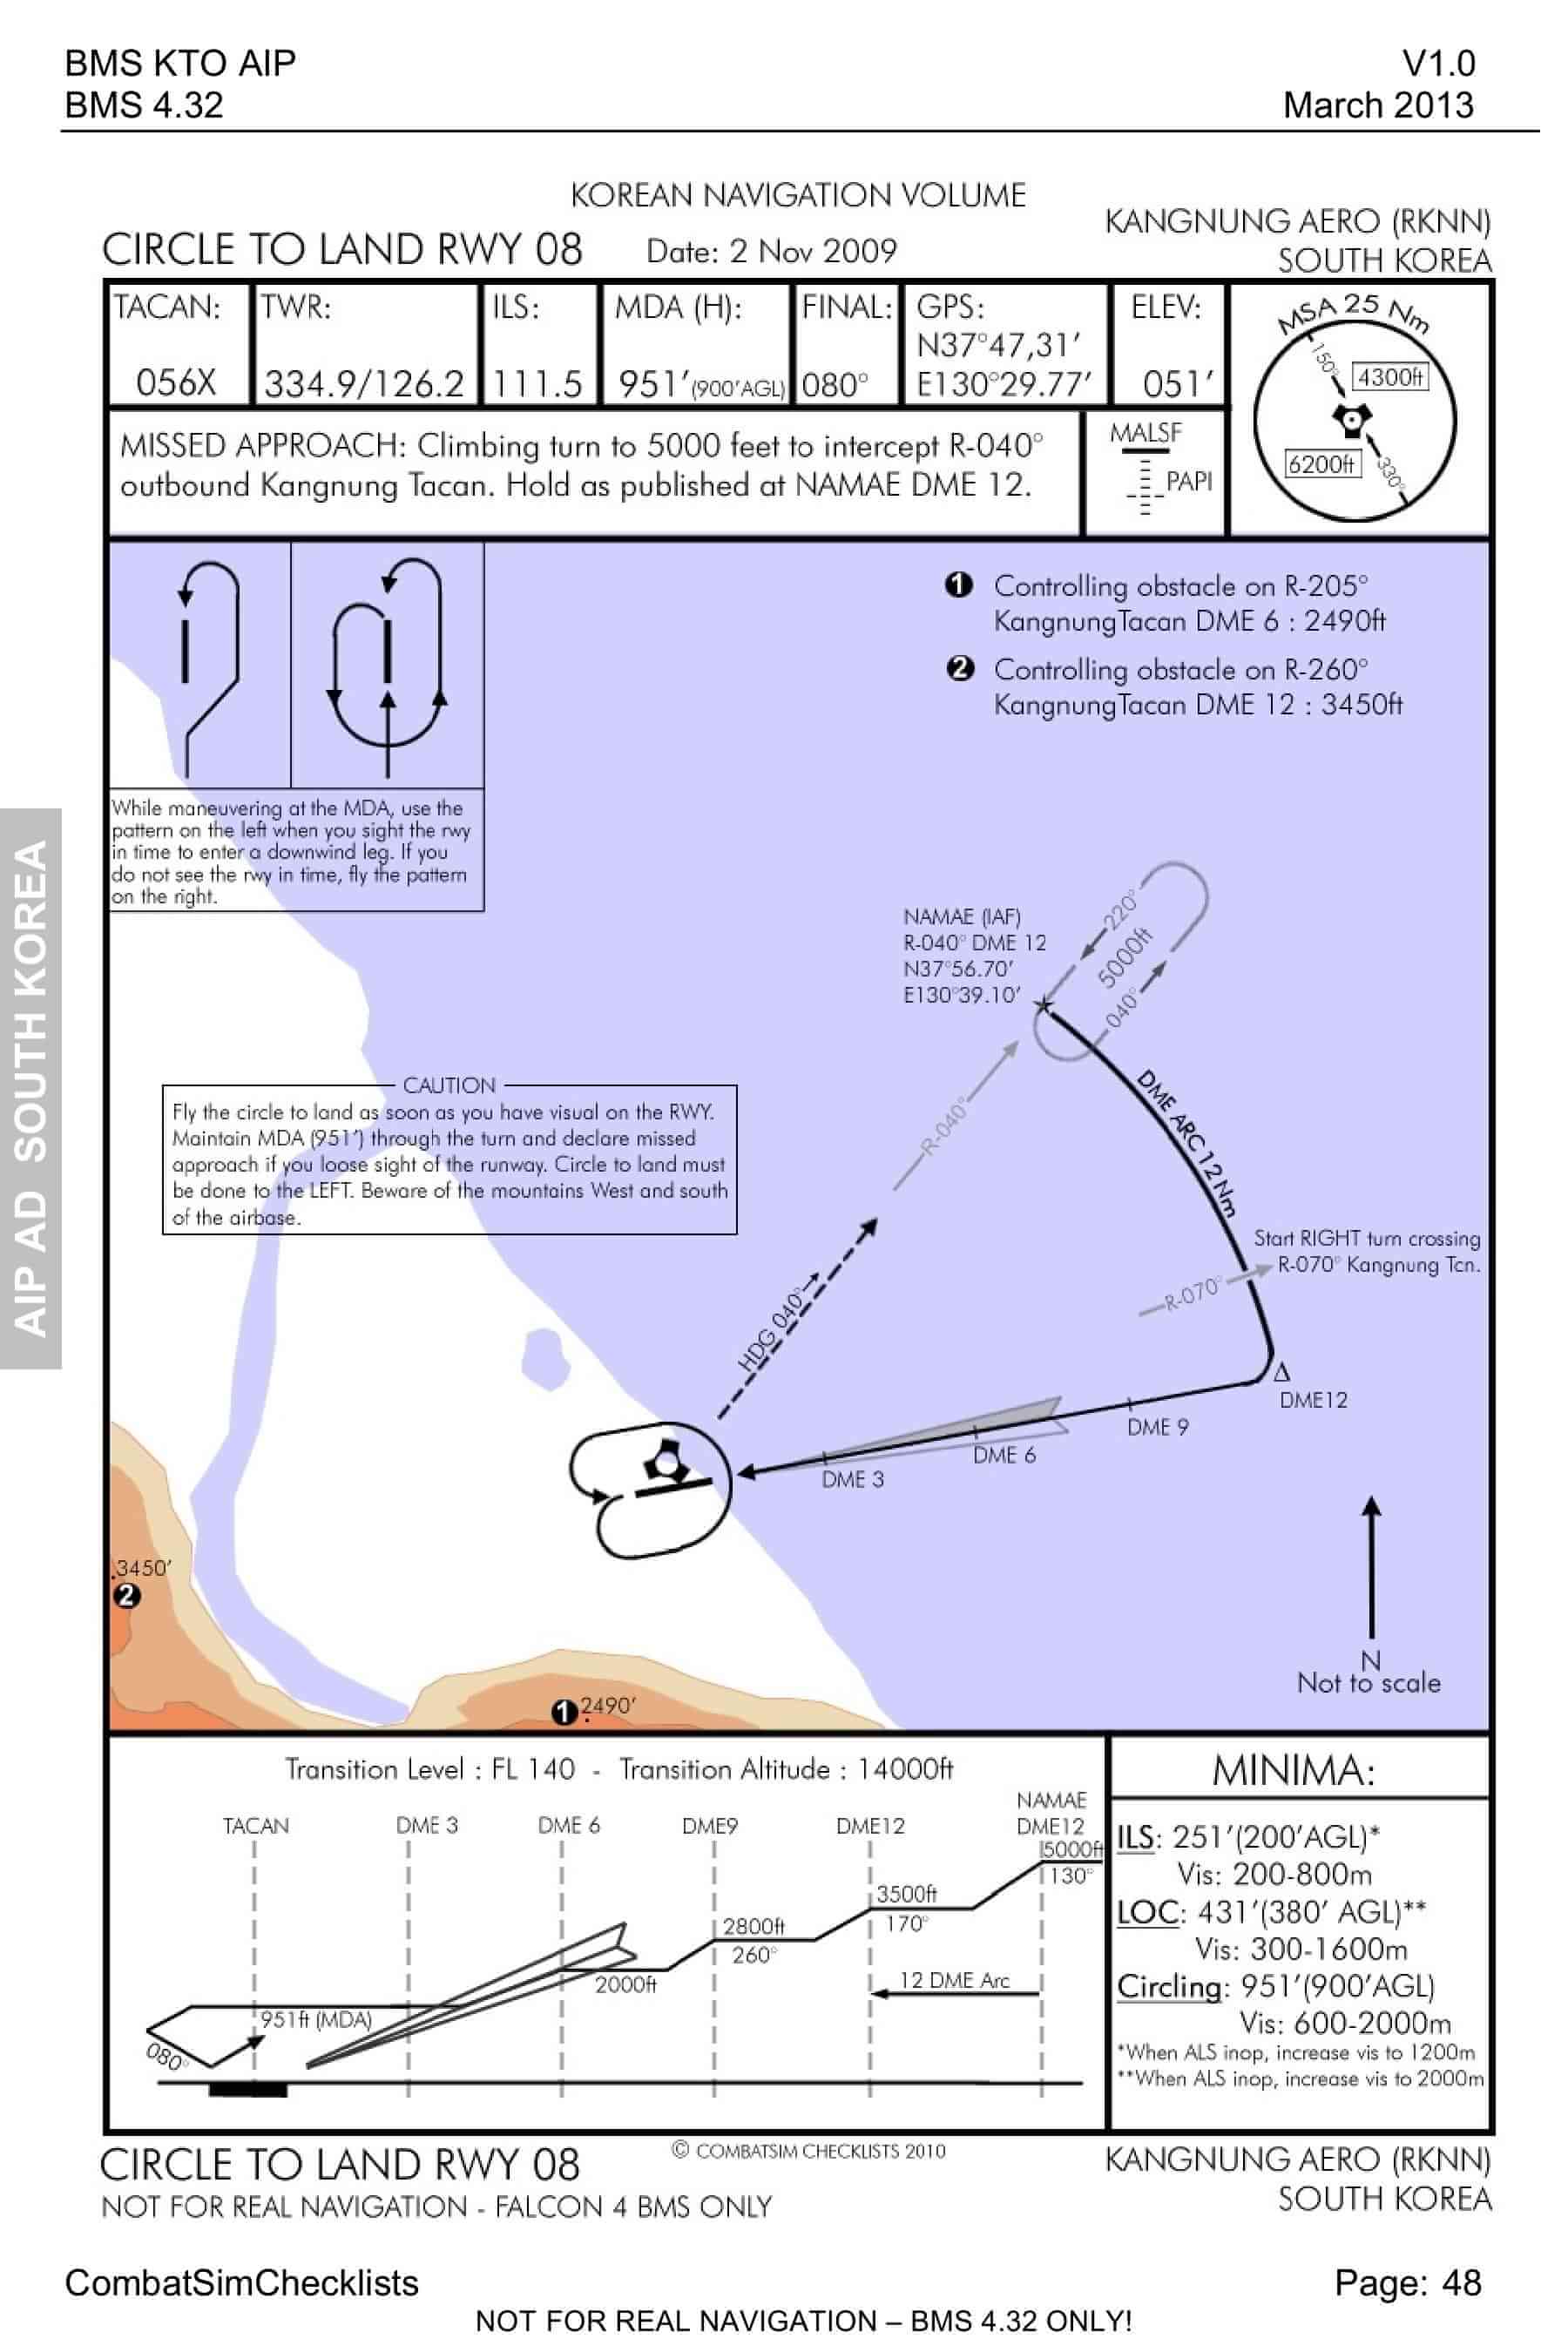 BMS KTO AIP
V1.0
BMS 4.32
March 2013
KOREAN NAVIGATION VOLUME
KANGNUNG AERO (RKNN)
CIRCLE TO LAND RWY 08
Date: 2 Nov 2009
SOUTH KOREA
TACAN:
056X
TWR:
334.9/126.2
ILS:
111.5
MDA (H):
951′(900′AGL)
FINAL:
080°
GPS:
N37°47,31′
E130°29.77′
ELEV:
051′
MSA 25 Nm
150°
4300ft
6200ft
330°
MISSED APPROACH: Climbing turn to 5000 feet to intercept R-040°
outbound Kangnung Tacan. Hold as published at NAMAE DME 12.
MALSF
PAPI
1 Controlling obstacle on R-205°
KangnungTacan DME 6 : 2490ft
2 Controlling obstacle on R-260°
KangnungTacan DME 12 : 3450ft
While maneuvering at the MDA, use the
pattern on the left when you sight the rwy
in time to enter a downwind leg. If you
do not see the rwy in time, fly the pattern
on the right.
AIP AD SOUTH KOREA
NAMAE (IAF)
R-040° DME 12
N37°56.70′
E130°39.10′
220°
5000ft
040°
R-040°
DME ARC 12Nm
CAUTION
Fly the circle to land as soon as you have visual on the RWY.
Maintain MDA (951′) through the turn and declare missed
approach if you loose sight of the runway. Circle to land must
be done to the LEFT. Beware of the mountains West and south
of the airbase.
Start RIGHT turn crossing
R-070° Kangnung Tcn.
R-070°
HDG 040°
DME12
DME 9
DME 6
DME 3
3450′
2
1
2490′
N
Not to scale
Transition Level : FL 140 - Transition Altitude : 14000ft
TACAN
DME 3
DME 6
DME9
DME12
NAMAE
DME12
5000ft
130°
3500ft
170°
2800ft
260°
2000ft
12 DME Arc
951ft (MDA)
080°
MINIMA:
ILS: 251′(200′AGL)*
Vis: 200-800m
LOC: 431′(380′ AGL)**
Vis: 300-1600m
Circling: 951′(900′AGL)
Vis: 600-2000m
*When ALS inop, increase vis to 1200m
**When ALS inop, increase vis to 2000m
CIRCLE TO LAND RWY 08
© COMBATSIM CHECKLISTS 2010
KANGNUNG AERO (RKNN)
NOT FOR REAL NAVIGATION - FALCON 4 BMS ONLY
SOUTH KOREA
CombatSimChecklists
Page: 48
NOT FOR REAL NAVIGATION – BMS 4.32 ONLY!